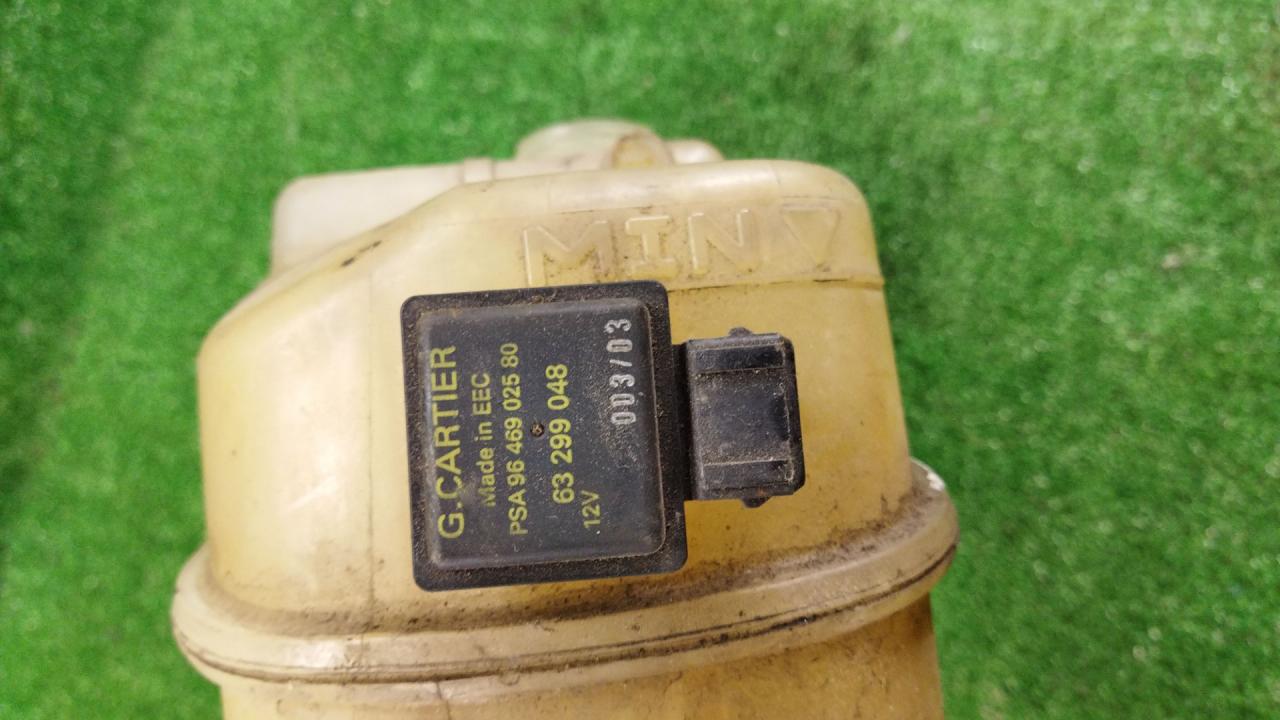 MIN
G.CARTIER
Made in EEC
PSA 96 469 025 80
63 299 048
12V
003/03